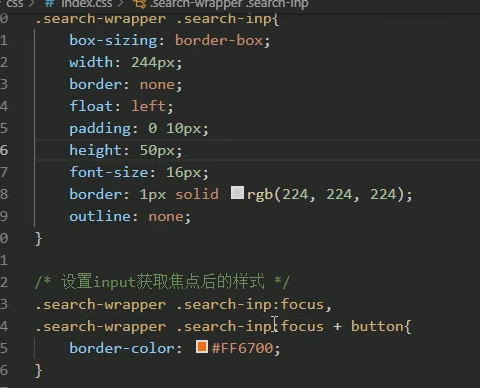 css > # index.css > .search-wrapper .search-inp
0 .search-wrapper .search-inp{
1 box-sizing: border-box;
2 width: 244px;
3 border: none;
4 float: left;
5 padding: 0 10px;
6 height: 50px;
7 font-size: 16px;
8 border: 1px solid rgb(224, 224, 224);
9 outline: none;
0 }
1
2 /* 设置input获取焦点后的样式 */
3 .search-wrapper .search-inp:focus,
4 .search-wrapper .search-inp:focus + button{
5 border-color: #FF6700;
6 }